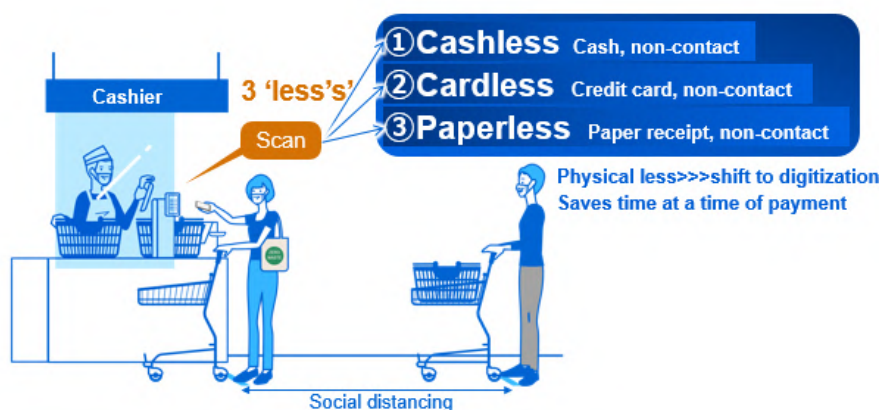 ①Cashless Cash, non-contact
3 'less's'
②Cardless Credit card, non-contact
Cashier
③Paperless Paper receipt, non-contact
Scan
Physical less>>>shift to digitization
Saves time at a time of payment
Social distancing